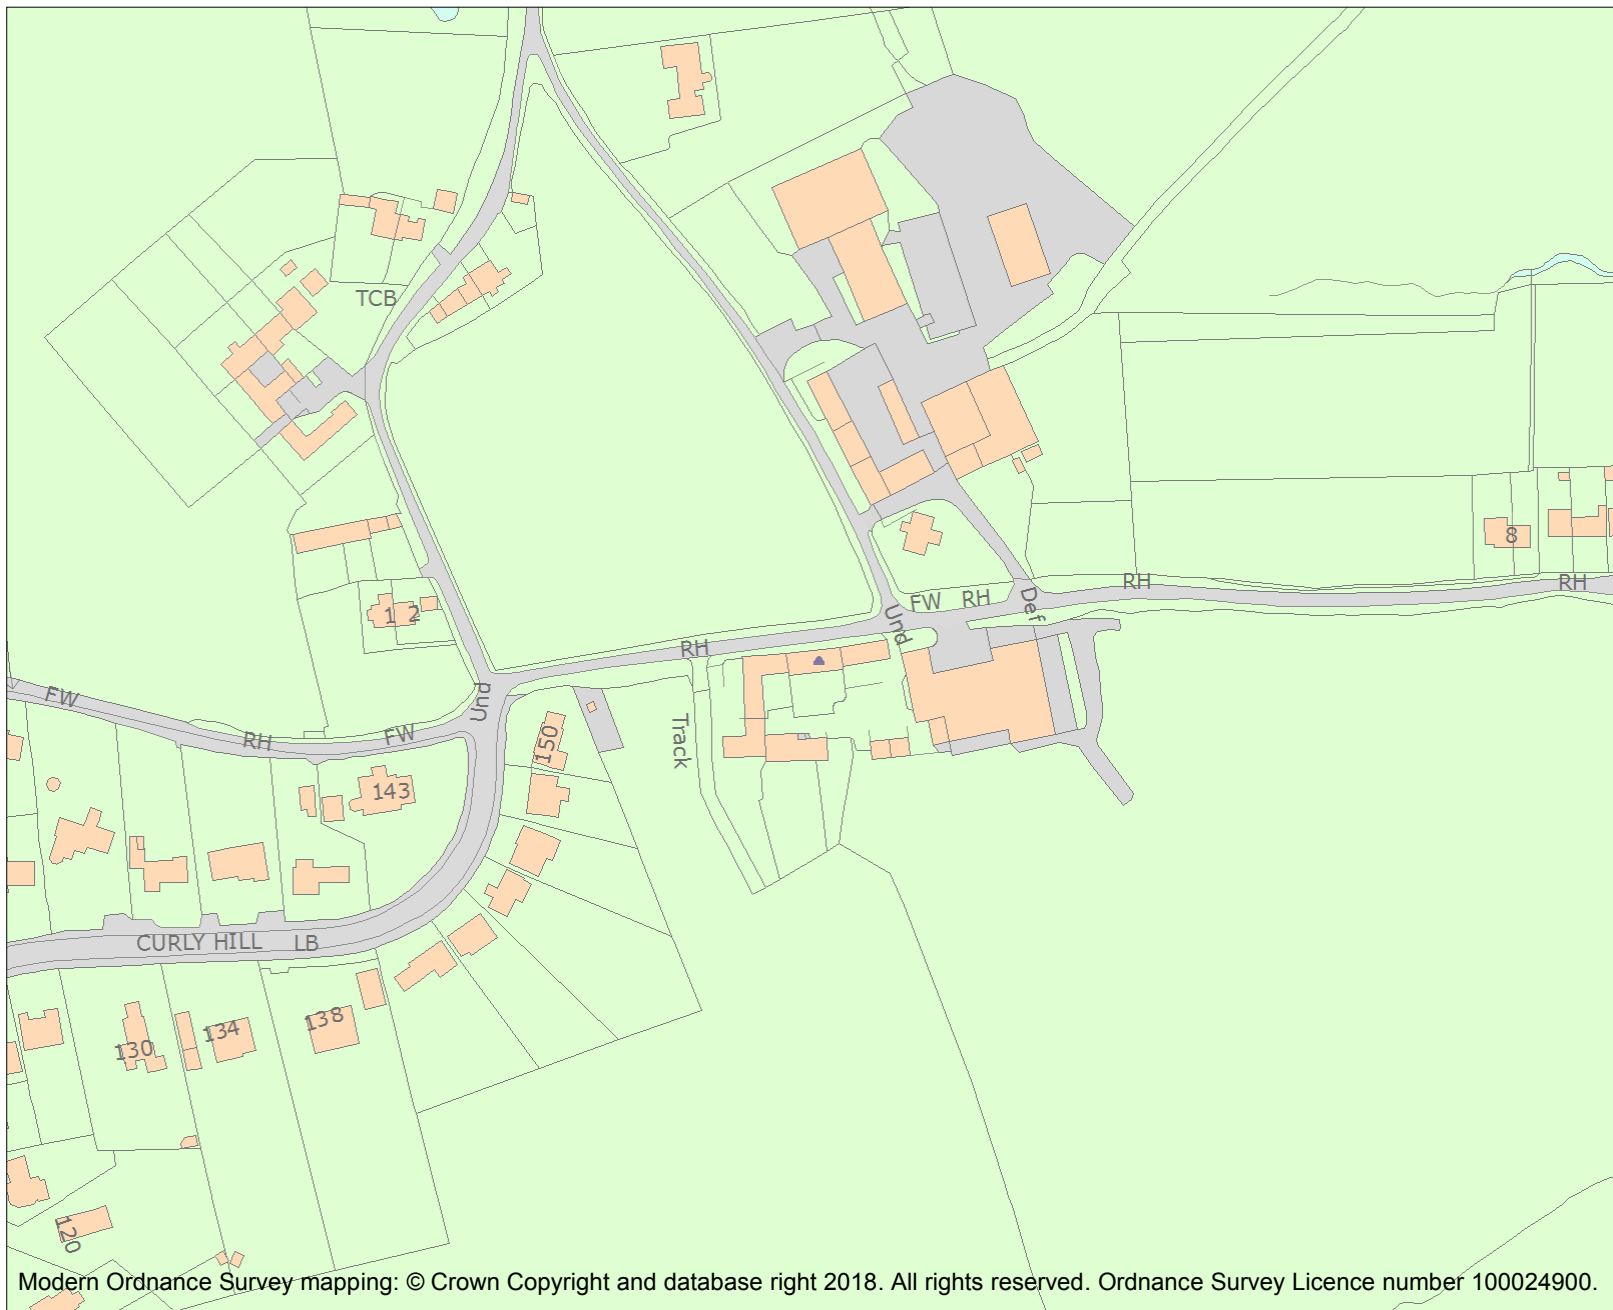 TCB
8
RH
RH
Def
FW RH
Und
1 2
RH
Und
FW
RH
FW
Track
150
143
CURLY HILL LB
138
134
130
120
Modern Ordnance Survey mapping: © Crown Copyright and database right 2018. All rights reserved. Ordnance Survey Licence number 100024900.